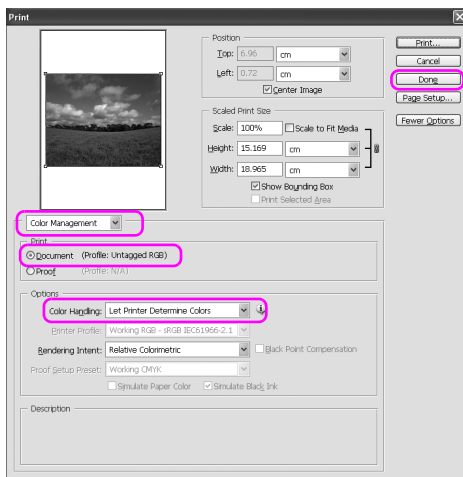 Print
Position
Top: 6.96 cm
Left: 0.72 cm
Center Image
Scaled Print Size
Scale: 100% Scale to Fit Media
Height: 15.169 cm
Width: 18.965 cm
Show Bounding Box
Print Selected Area
Print...
Cancel
Done
Page Setup...
Fewer Options
Color Management
Print
Document (Profile: Untagged RGB)
Proof (Profile: N/A)
Options
Color Handling: Let Printer Determine Colors
Printer Profile: Working RGB - sRGB IEC61966-2.1
Rendering Intent: Relative Colorimetric Black Point Compensation
Proof Setup Preset: Working CMYK
Simulate Paper Color Simulate Black Ink
Description